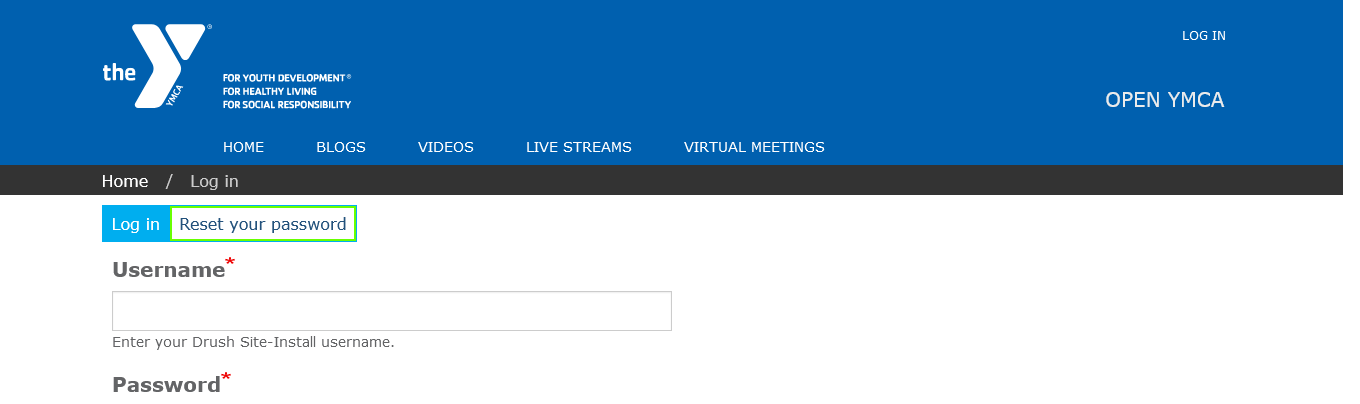 LOG IN
the
YMCA
®
FOR YOUTH DEVELOPMENT®
FOR HEALTHY LIVING
FOR SOCIAL RESPONSIBILITY
OPEN YMCA
HOME BLOGS VIDEOS LIVE STREAMS VIRTUAL MEETINGS
Home / Log in
Log in Reset your password
Username*
Enter your Drush Site-Install username.
Password*